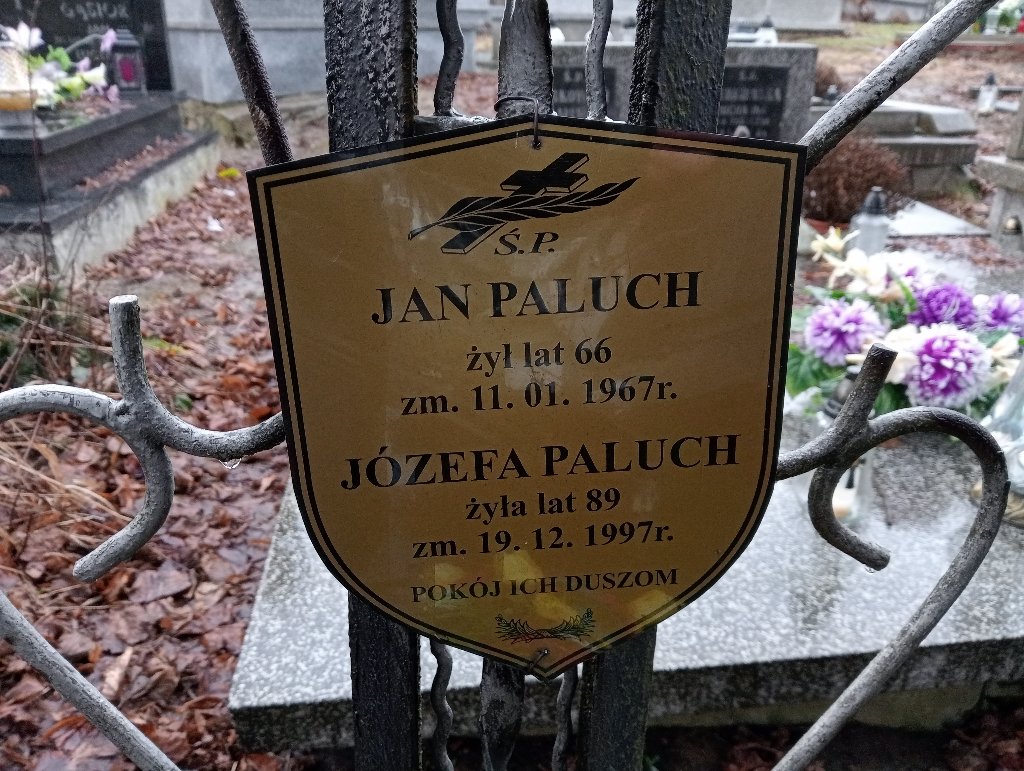 Ś.P.
JAN PALUCH
żył lat 66
zm. 11. 01. 1967r.
JÓZEFA PALUCH
żyła lat 89
zm. 19. 12. 1997r.
POKÓJ ICH DUSZOM